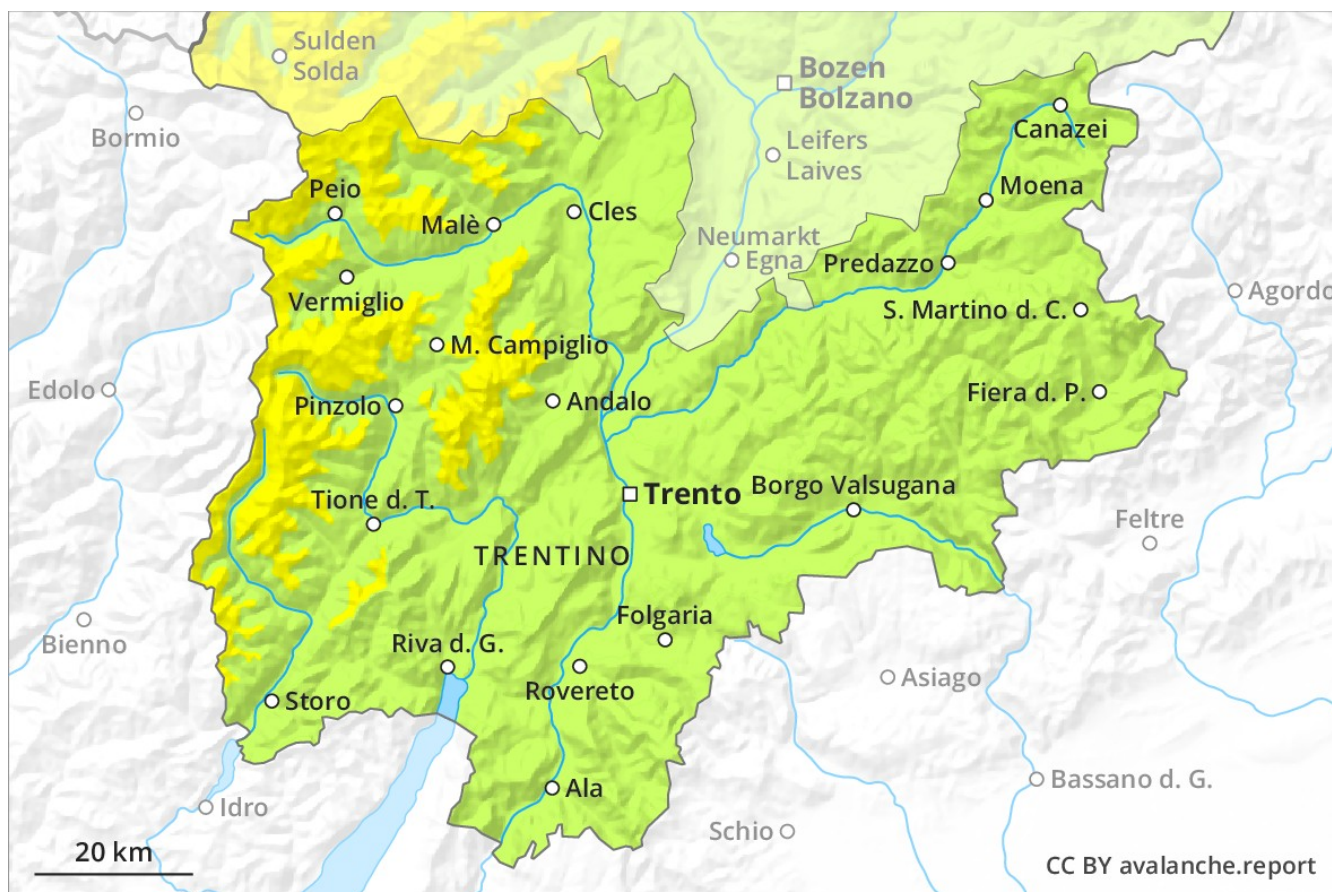 Sulden
Solda
Bozen
Bolzano
Bormio
Canazei
Leifers
Laives
Peio
Moena
Malè
Cles
Neumarkt
Egna
Predazzo
Vermiglio
S. Martino d. C.
Agordo
M. Campiglio
Edolo
Pinzolo
Andalo
Fiera d. P.
Tione d. T.
Trento
Borgo Valsugana
Feltre
TRENTINO
Folgaria
Bienno
Riva d. G.
Rovereto
Asiago
Storo
Ala
Bassano d. G.
Idro
Schio
20 km
CC BY avalanche.report